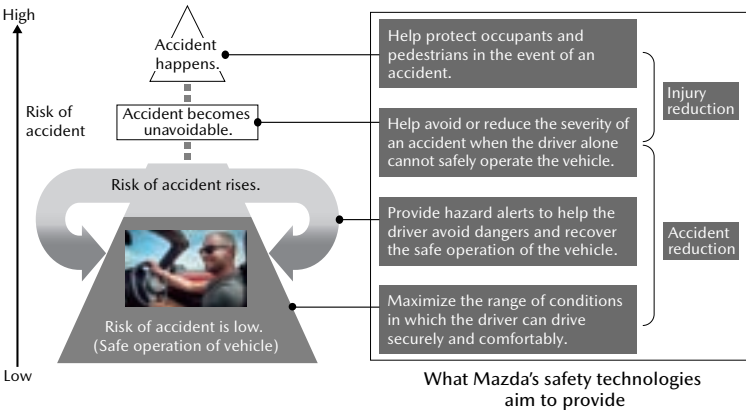 High
Accident
happens.
Risk of
accident
Accident becomes
unavoidable.
Risk of accident rises.
Risk of accident is low.
(Safe operation of vehicle)
Low
Help protect occupants and
pedestrians in the event of an
accident.
Help avoid or reduce the severity of
an accident when the driver alone
cannot safely operate the vehicle.
Provide hazard alerts to help the
driver avoid dangers and recover
the safe operation of the vehicle.
Maximize the range of conditions
in which the driver can drive
securely and comfortably.
Injury
reduction
Accident
reduction
What Mazda’s safety technologies
aim to provide